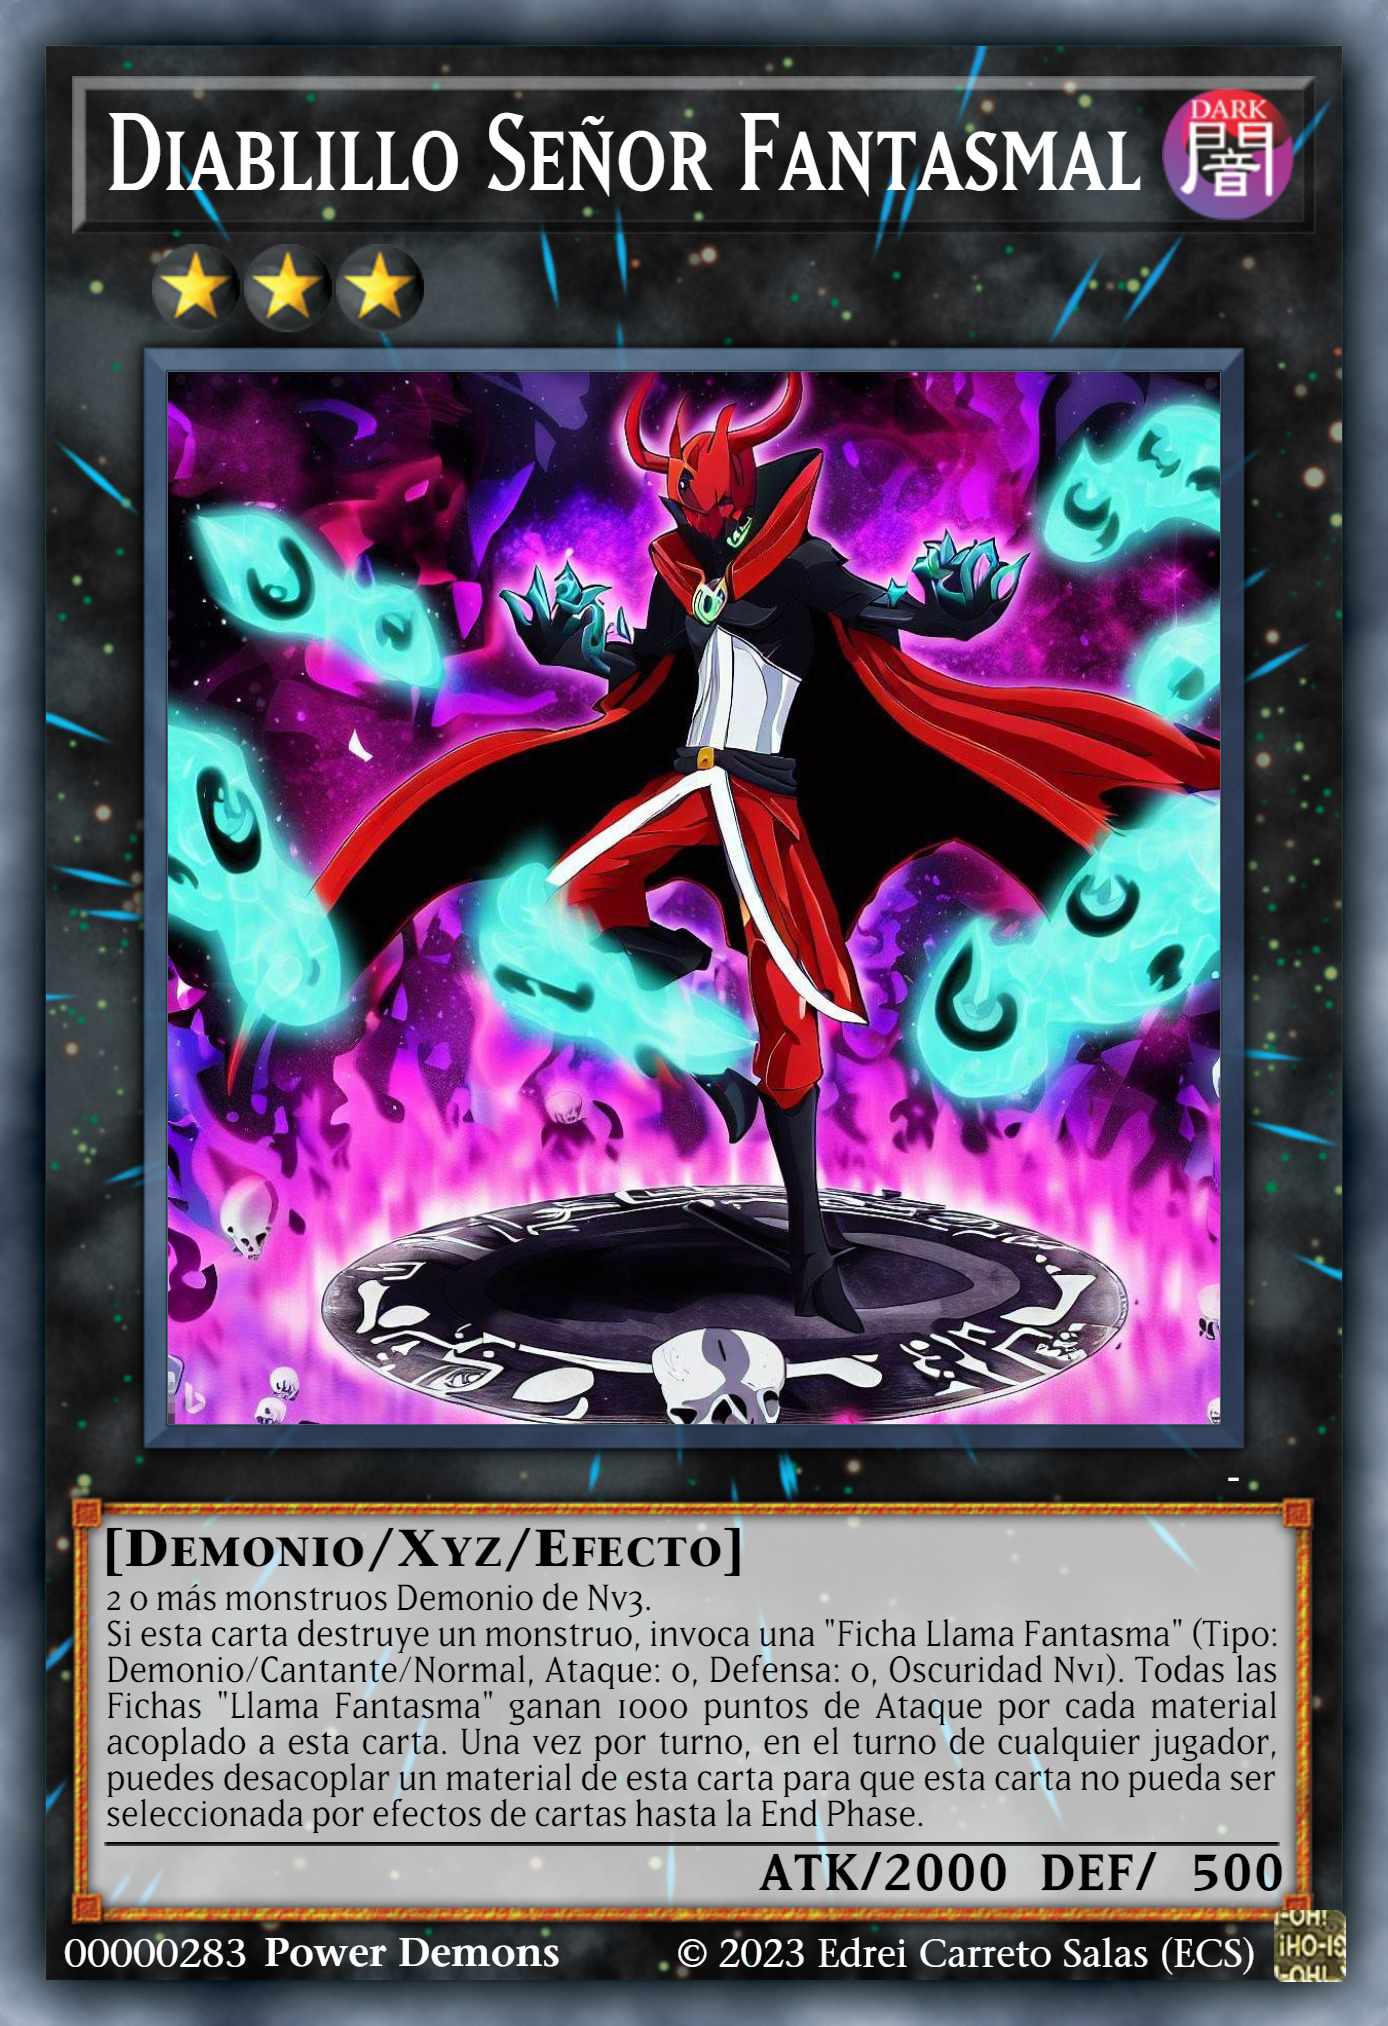 Diablillo Señor Fantasmal
DARK
闇
-
[Demonio/Xyz/Efecto]
2 o más monstruos Demonio de Nv3.
Si esta carta destruye un monstruo, invoca una "Ficha Llama Fantasma" (Tipo:
Demonio/Cantante/Normal, Ataque: 0, Defensa: 0, Oscuridad Nv1). Todas las
Fichas "Llama Fantasma" ganan 1000 puntos de Ataque por cada material
acoplado a esta carta. Una vez por turno, en el turno de cualquier jugador,
puedes desacoplar un material de esta carta para que esta carta no pueda ser
seleccionada por efectos de cartas hasta la End Phase.
ATK/2000 DEF/ 500
00000283 Power Demons
© 2023 Edrei Carreto Salas (ECS)